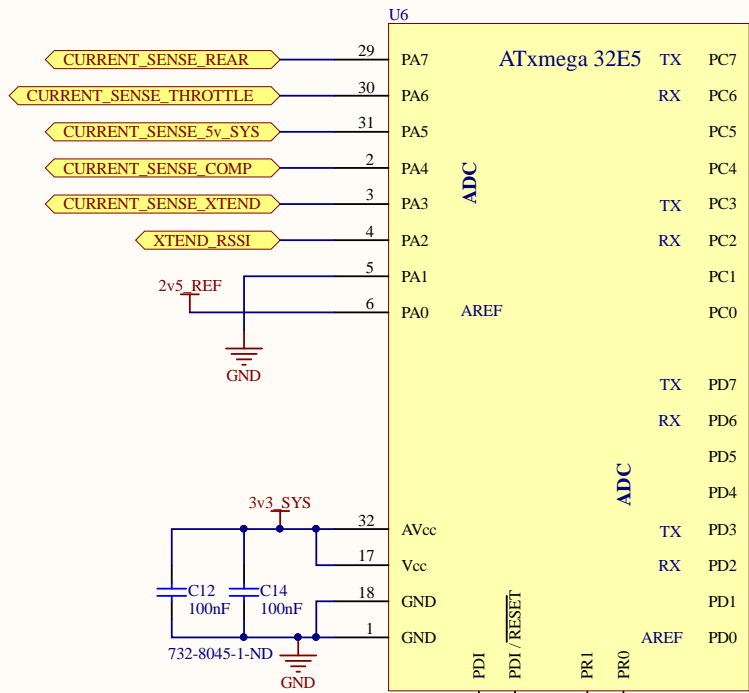 U6
CURRENT_SENSE_REAR 29 PA7 ATxmega 32E5 TX PC7
CURRENT_SENSE_THROTTLE 30 PA6 RX PC6
CURRENT_SENSE_5v_SYS 31 PA5 PC5
CURRENT_SENSE_COMP 2 PA4 PC4
ADC
CURRENT_SENSE_XTEND 3 PA3 TX PC3
XTEND_RSSI 4 PA2 RX PC2
5 PA1 PC1
2v5_REF
6 PA0 AREF PC0
GND
TX PD7
RX PD6
PD5
ADC
PD4
3v3_SYS
32 AVcc TX PD3
17 Vcc RX PD2
C12 C14 18 GND PD1
100nF 100nF
1 GND AREF PD0
732-8045-1-ND
GND
PDI
PDI / RESET
PR1
PR0